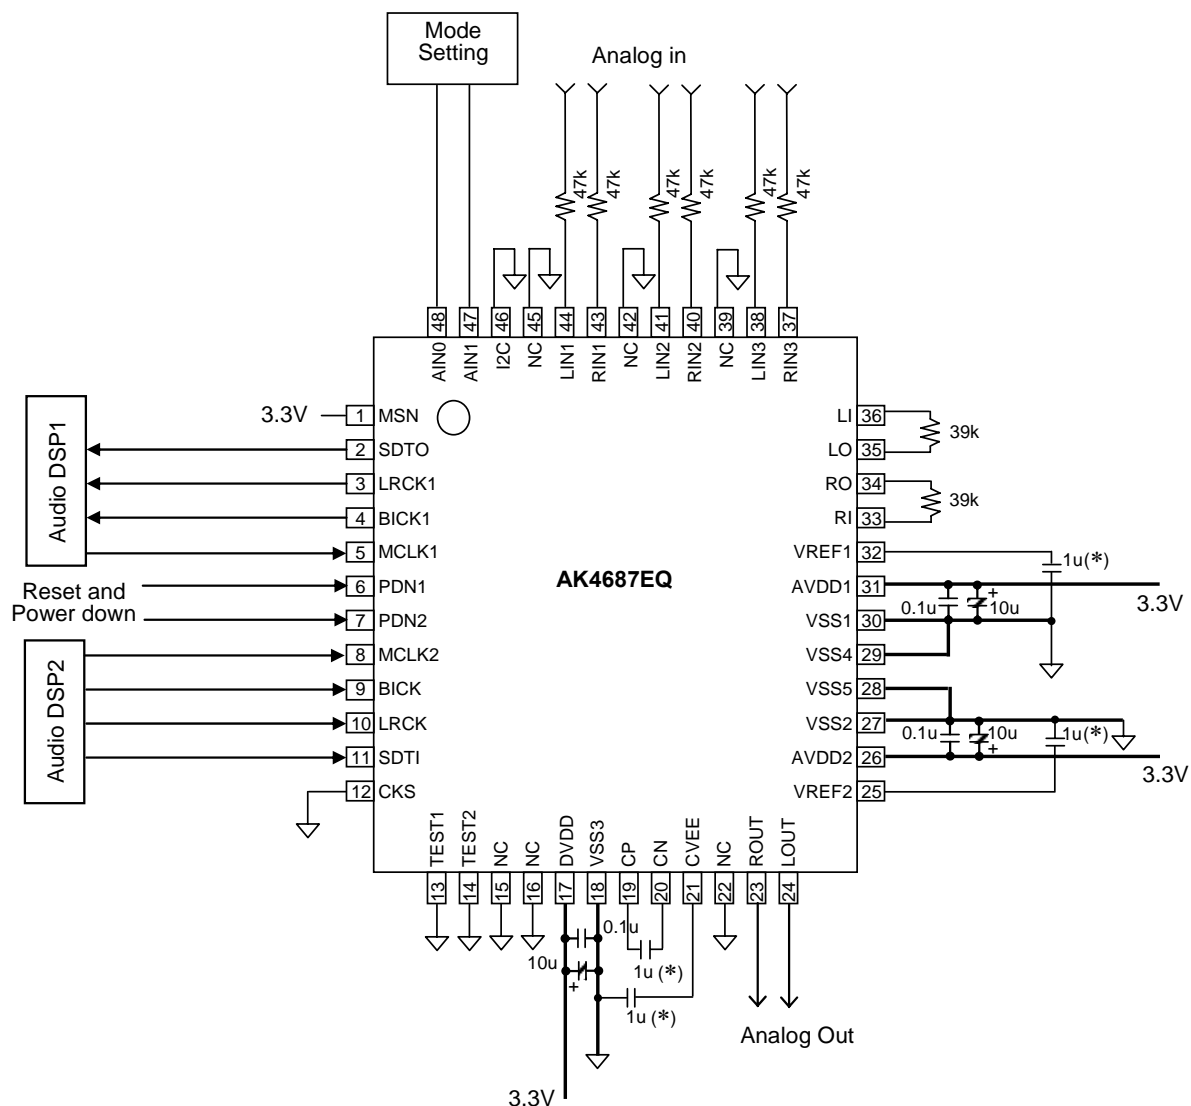 Mode
Setting
Analog in
47k
47k
47k
47k
47k
47k
48
47
46
45
44
43
42
41
40
39
38
37
AIN0
AIN1
I2C
NC
LIN1
RIN1
NC
LIN2
RIN2
NC
LIN3
RIN3
Audio DSP1
3.3V
1 MSN
2 SDTO
3 LRCK1
4 BICK1
5 MCLK1
Reset and
Power down
6 PDN1
7 PDN2
Audio DSP2
8 MCLK2
9 BICK
10 LRCK
11 SDTI
12 CKS
AK4687EQ
LI 36
LO 35
39k
RO 34
RI 33
39k
VREF1 32
1u(*)
AVDD1 31
3.3V
0.1u
+
10u
VSS1 30
VSS4 29
VSS5 28
VSS2 27
0.1u
10u
+
1u(*)
AVDD2 26
3.3V
VREF2 25
TEST1
TEST2
NC
NC
DVDD
VSS3
CP
CN
CVEE
NC
ROUT
LOUT
13
14
15
16
17
18
19
20
21
22
23
24
0.1u
10u
+
1u (*)
1u (*)
Analog Out
3.3V